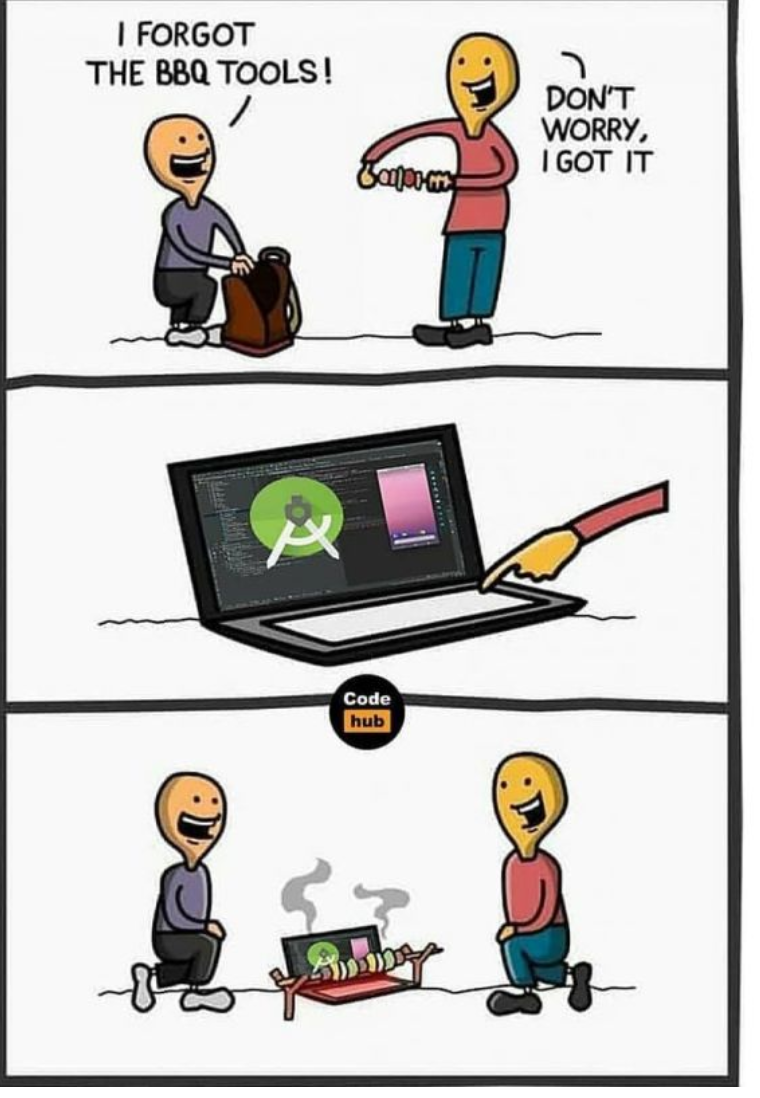 I FORGOT
THE BBQ TOOLS!
DON'T
WORRY,
I GOT IT
Code
hub